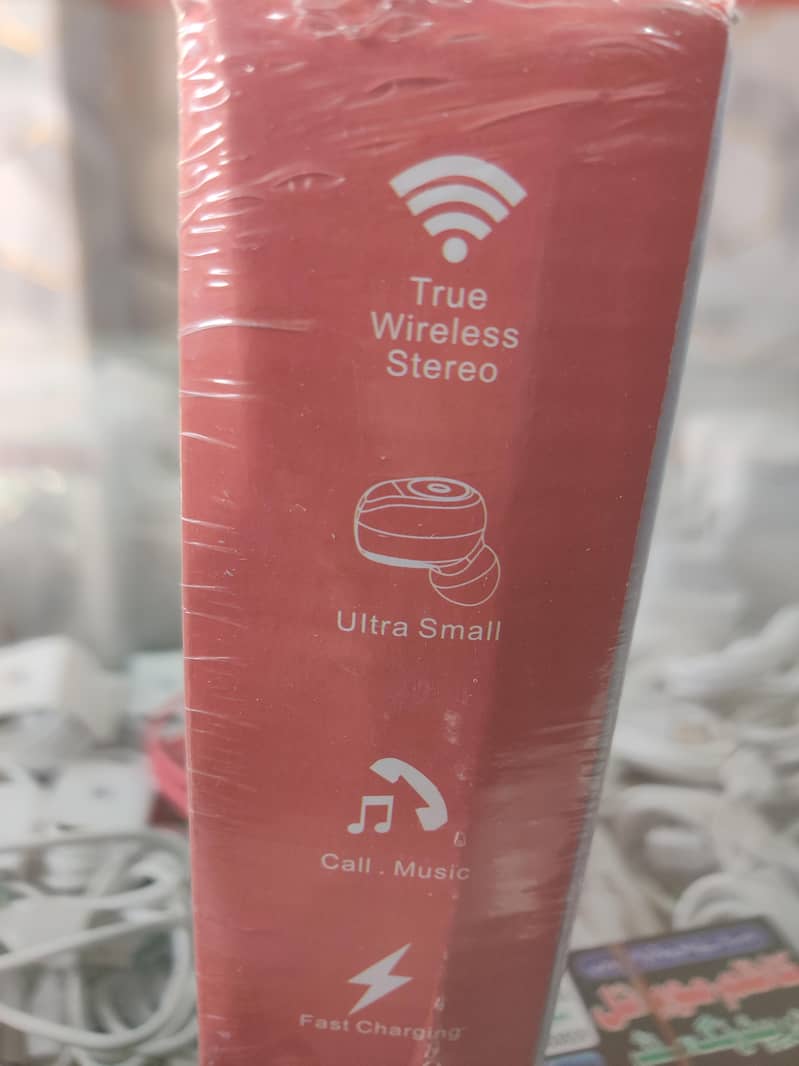 True
Wireless
Stereo
Ultra Small
Call . Music
Fast Charging